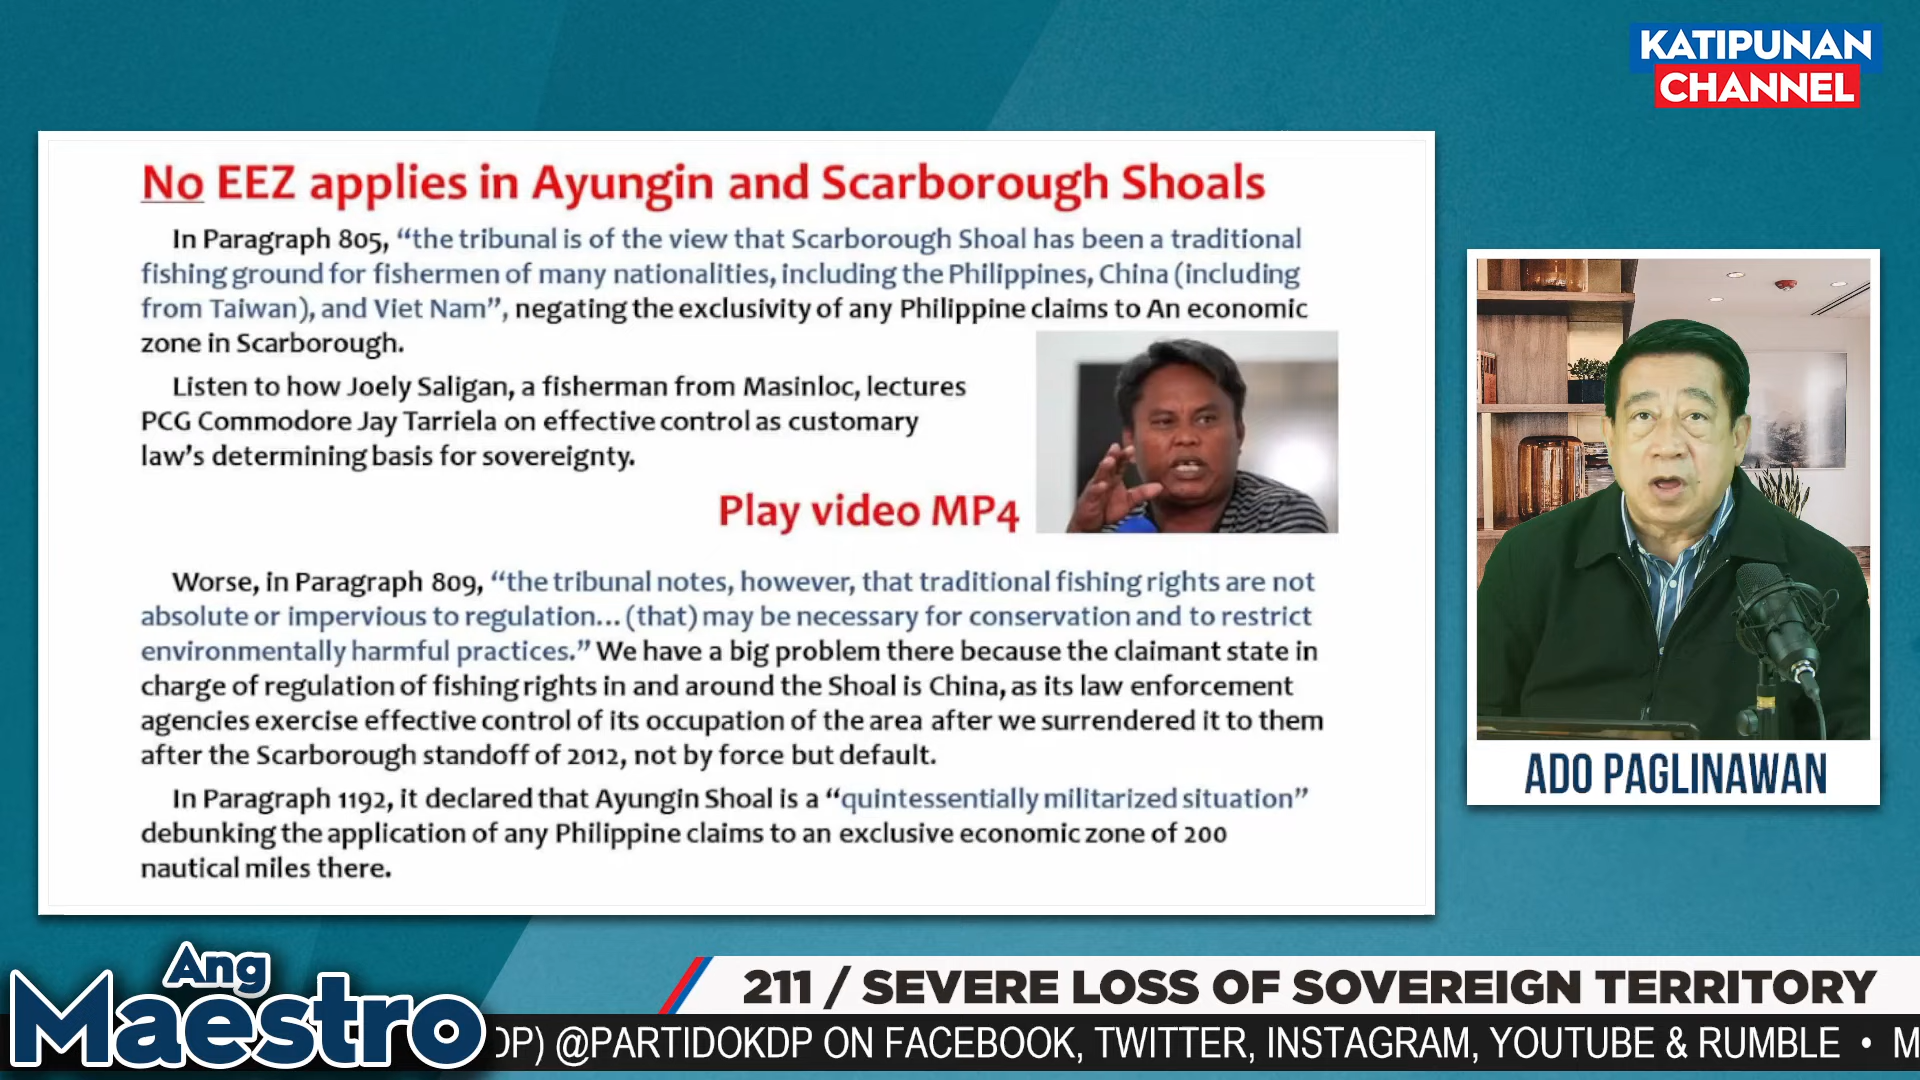 KATIPUNAN
CHANNEL
No EEZ applies in Ayungin and Scarborough Shoals
In Paragraph 805, “the tribunal is of the view that Scarborough Shoal has been a traditional
fishing ground for fishermen of many nationalities, including the Philippines, China (including
from Taiwan), and Viet Nam”, negating the exclusivity of any Philippine claims to An economic
zone in Scarborough.
Listen to how Joely Saligan, a fisherman from Masinloc, lectures
PCG Commodore Jay Tarriela on effective control as customary
law’s determining basis for sovereignty.
Play video MP4
Worse, in Paragraph 809, “the tribunal notes, however, that traditional fishing rights are not
absolute or impervious to regulation... (that) may be necessary for conservation and to restrict
environmentally harmful practices.” We have a big problem there because the claimant state in
charge of regulation of fishing rights in and around the Shoal is China, as its law enforcement
agencies exercise effective control of its occupation of the area after we surrendered it to them
after the Scarborough standoff of 2012, not by force but default.
In Paragraph 1192, it declared that Ayungin Shoal is a “quintessentially militarized situation”
debunking the application of any Philippine claims to an exclusive economic zone of 200
nautical miles there.
ADO PAGLINAWAN
Ang
Maestro
211 / SEVERE LOSS OF SOVEREIGN TERRITORY
DP) @PARTIDOKDP ON FACEBOOK, TWITTER, INSTAGRAM, YOUTUBE & RUMBLE • M